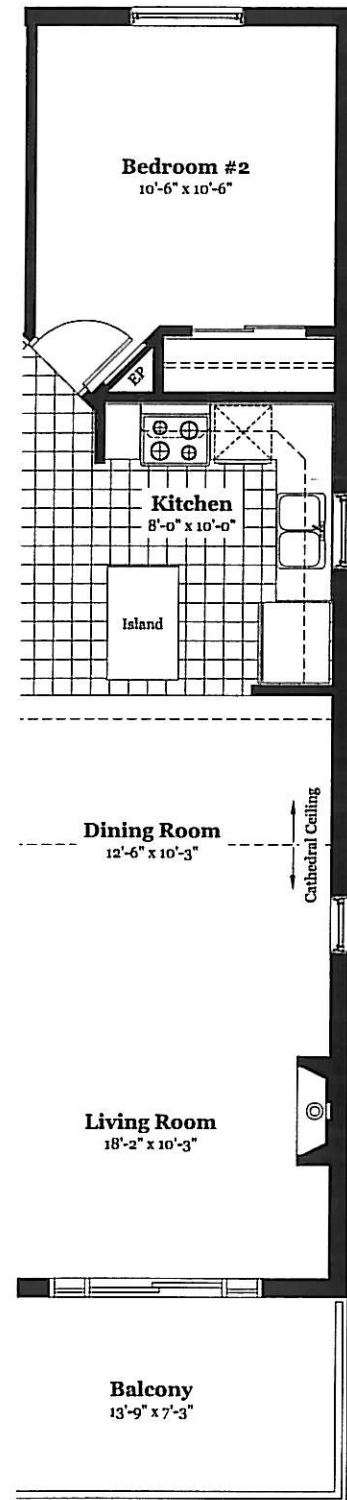 Bedroom #2
10'-6" x 10'-6"
EP
Kitchen
8'-0" x 10'-0"
Island
Dining Room
12'-6" x 10'-3"
Cathedral Ceiling
Living Room
18'-2" x 10'-3"
Balcony
13'-9" x 7'-3"